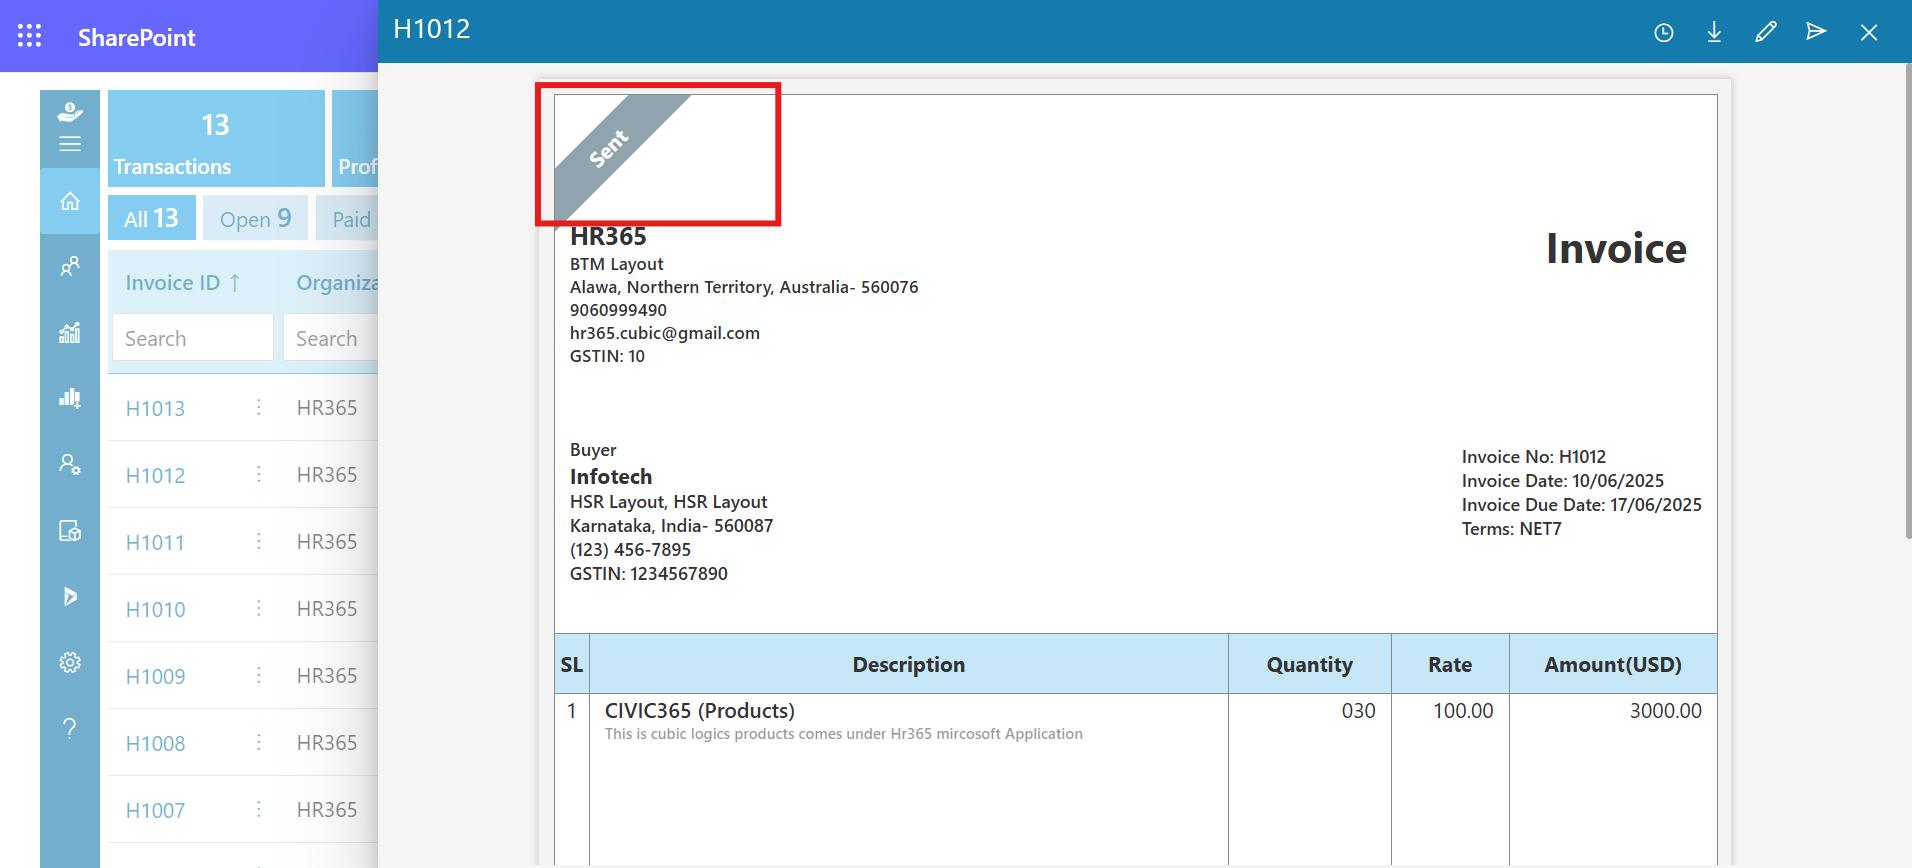 SharePoint
H1012
13
Transactions
Prof
All 13
Open 9
Paid
Invoice ID ↑
Organiza
Search
Search
H1013
HR365
H1012
HR365
H1011
HR365
H1010
HR365
H1009
HR365
H1008
HR365
H1007
HR365
Sent
HR365
BTM Layout
Alawa, Northern Territory, Australia- 560076
9060999490
hr365.cubic@gmail.com
GSTIN: 10
Invoice
Buyer
Infotech
HSR Layout, HSR Layout
Karnataka, India- 560087
(123) 456-7895
GSTIN: 1234567890
Invoice No: H1012
Invoice Date: 10/06/2025
Invoice Due Date: 17/06/2025
Terms: NET7
SL Description Quantity Rate Amount(USD)
1 CIVIC365 (Products) 030 100.00 3000.00
This is cubic logics products comes under Hr365 mircosoft Application